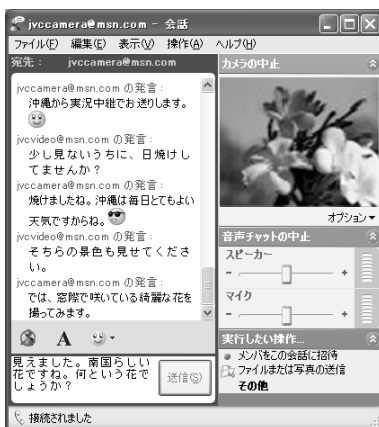 jvccamera@msn.com - 会話
ファイル(F) 編集(E) 表示(V) 操作(A) ヘルプ(H)
宛先: jvccamera@msn.com
jvccamera@msn.com の発言:
沖縄から実況中継でお送りします。
jvcvideo@msn.com の発言:
少し見ないうちに、日焼けし
てませんか?
jvccamera@msn.com の発言:
焼けましたね。沖縄は毎日とてもよい
天気ですからね。
jvcvideo@msn.com の発言:
そちらの景色も見せてくださ
い。
jvccamera@msn.com の発言:
では、窓際で咲いている綺麗な花を
撮ってみます。
A
見えました。南国らしい
花ですね。何という花で
しょうか?
送信(S)
カメラの中止
オプション
音声チャットの中止
スピーカー
- +
マイク
- +
実行したい操作...
メンバをこの会話に招待
ファイルまたは写真の送信
その他
接続されました